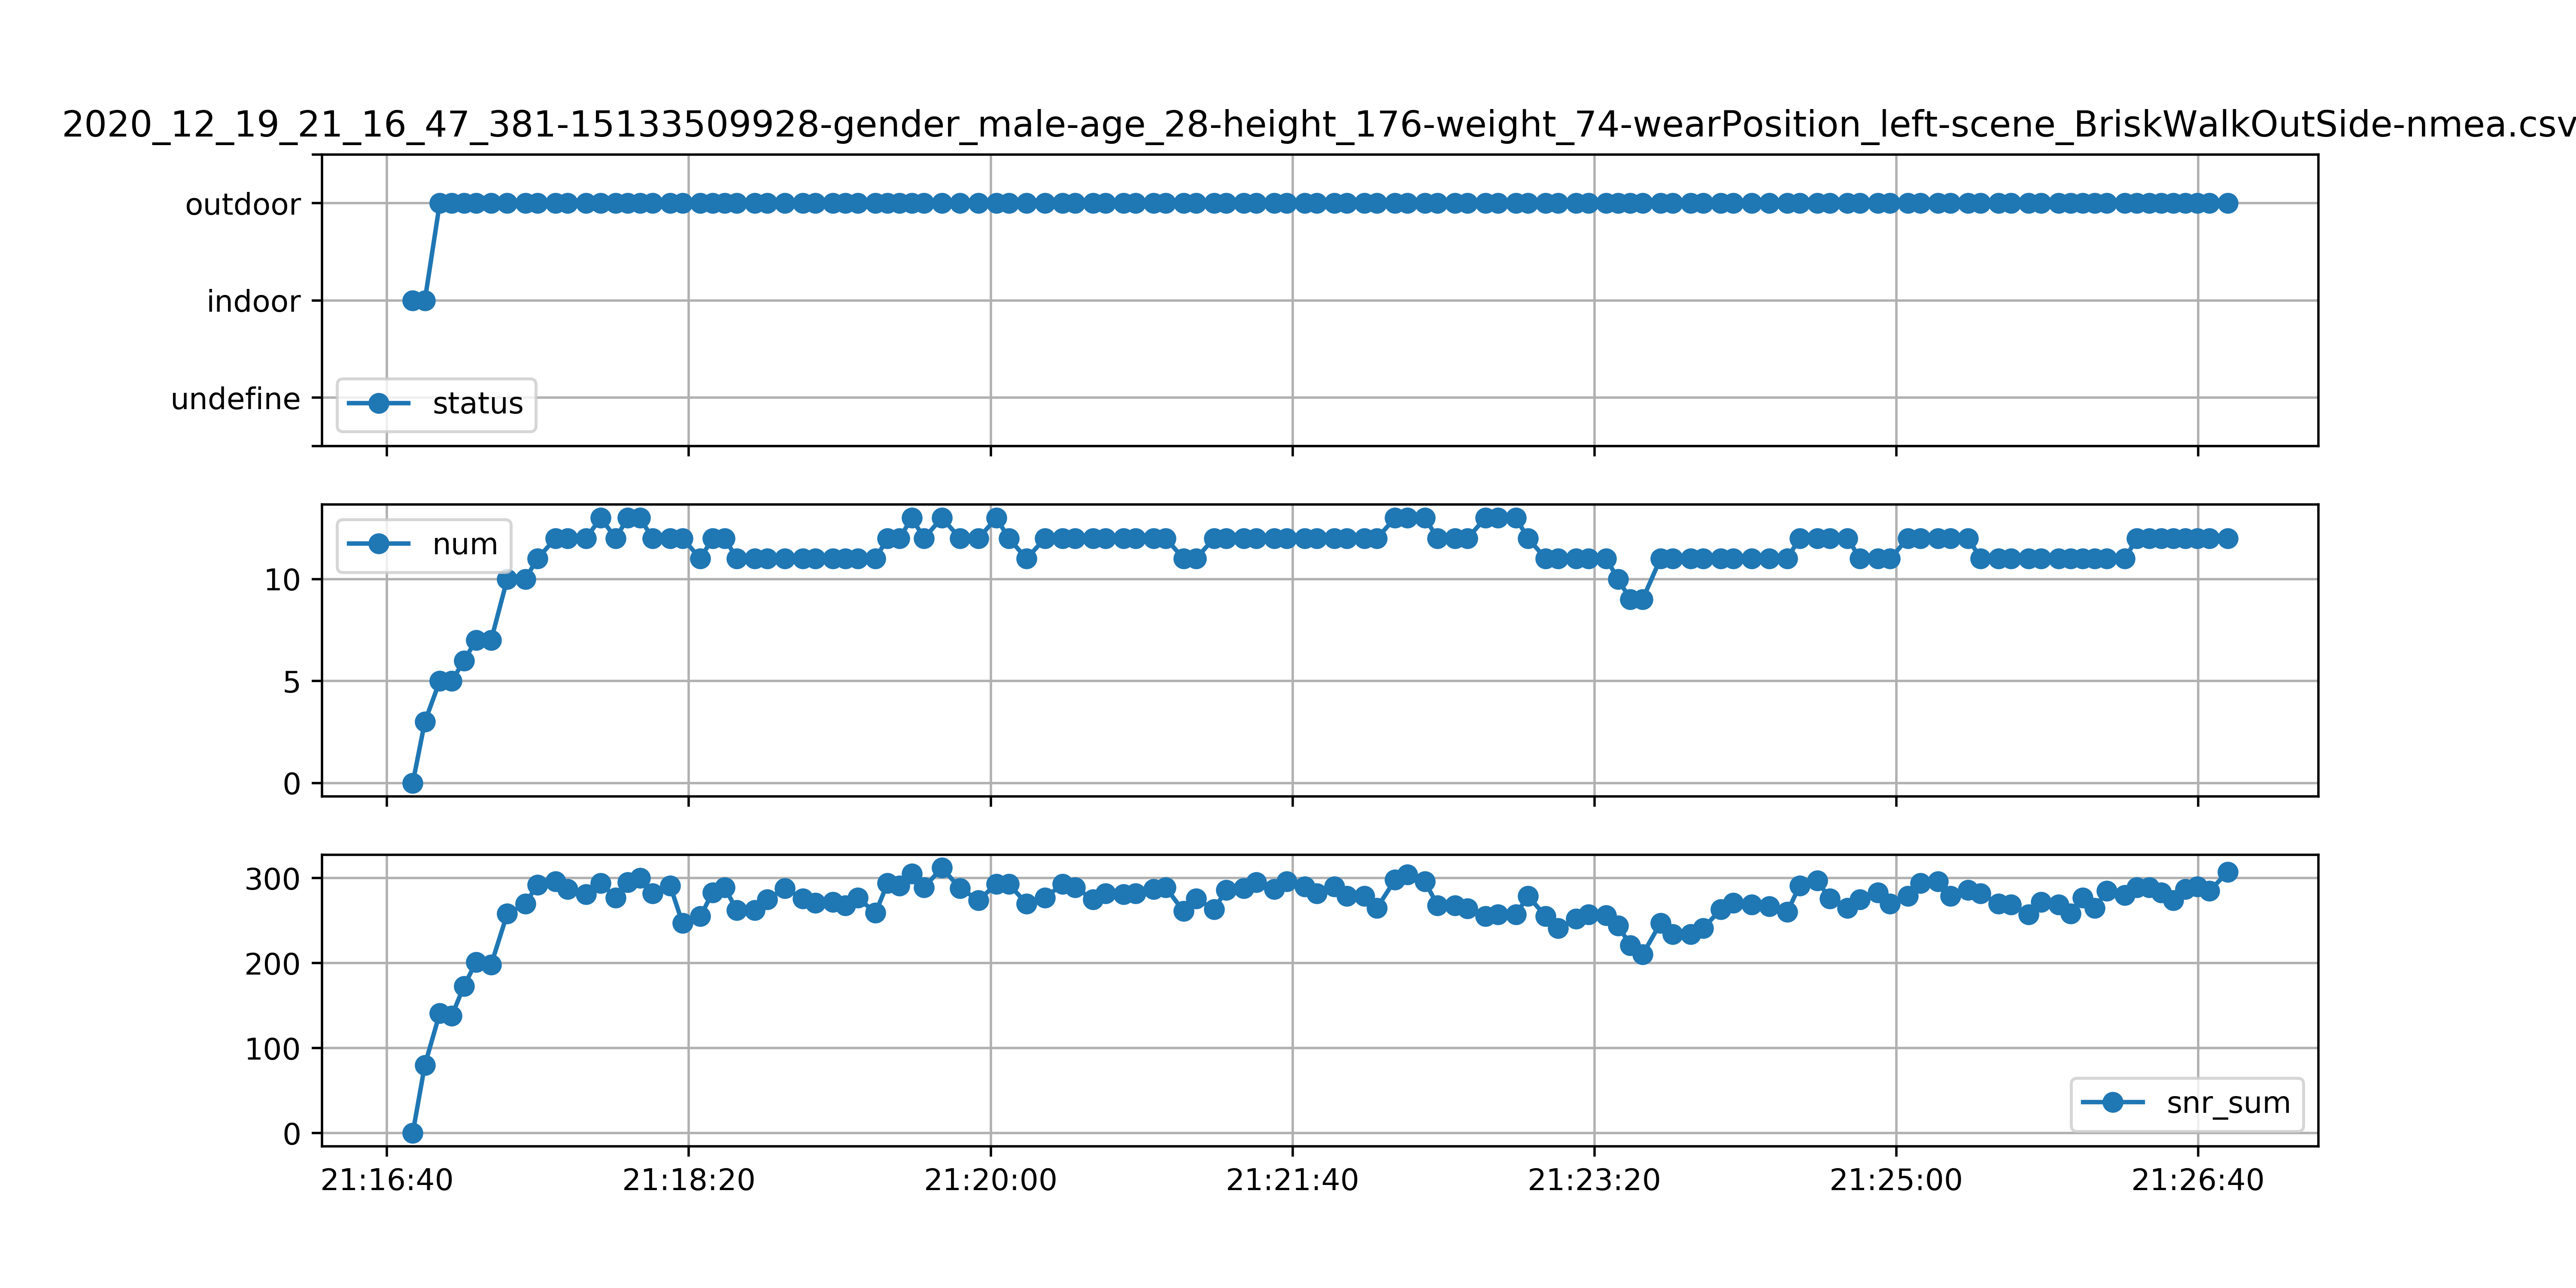 2020_12_19_21_16_47_381-15133509928-gender_male-age_28-height_176-weight_74-wearPosition_left-scene_BriskWalkOutSide-nmea.csv
outdoor
indoor
undefine
status
num
10
5
0
300
200
100
0
snr_sum
21:16:40 21:18:20 21:20:00 21:21:40 21:23:20 21:25:00 21:26:40